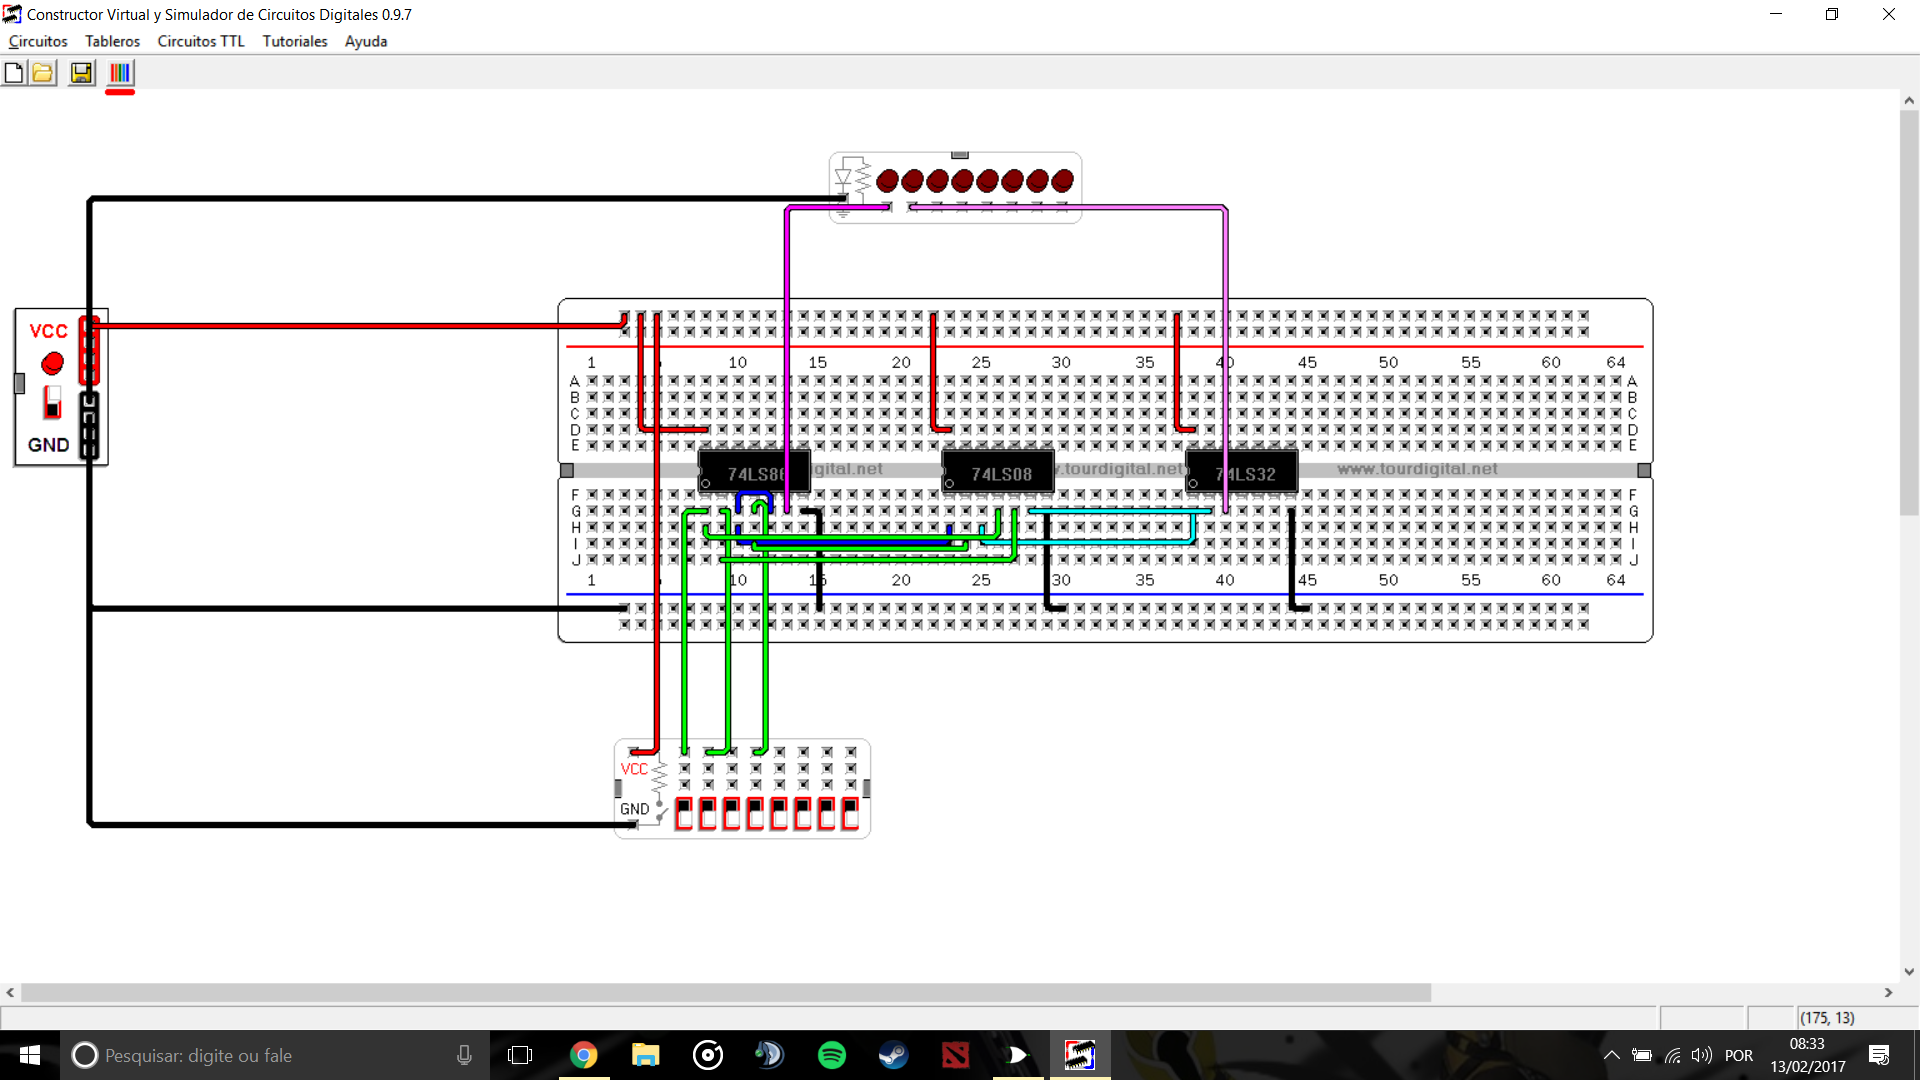 Constructor Virtual y Simulador de Circuitos Digitales 0.9.7
Circuitos Tableros Circuitos TTL Tutoriales Ayuda
VCC
GND
1 10 15 20 25 30 35 40 45 50 55 60 64
A A
B B
C C
D D
E E
74LS86 digital.net 74LS08 .tourdigital.net 74LS32 www.tourdigital.net
F F
G G
H H
I I
J J
1 10 15 20 25 30 35 40 45 50 55 60 64
VCC
GND
(175, 13)
Pesquisar: digite ou fale
POR
08:33
13/02/2017